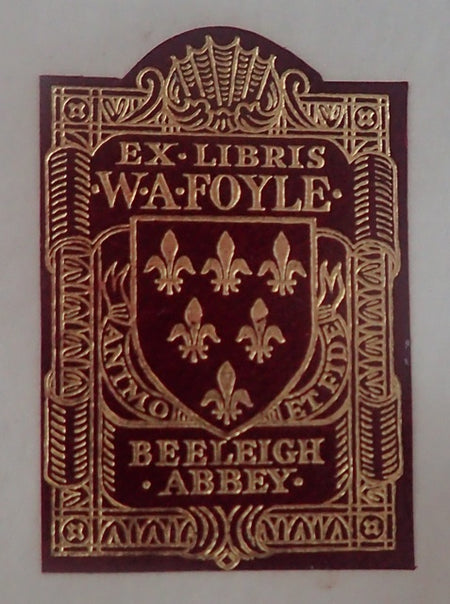 EX·LIBRIS
·W·A·FOYLE·
ANIMO
ET FIDE
BEELEIGH
·ABBEY·